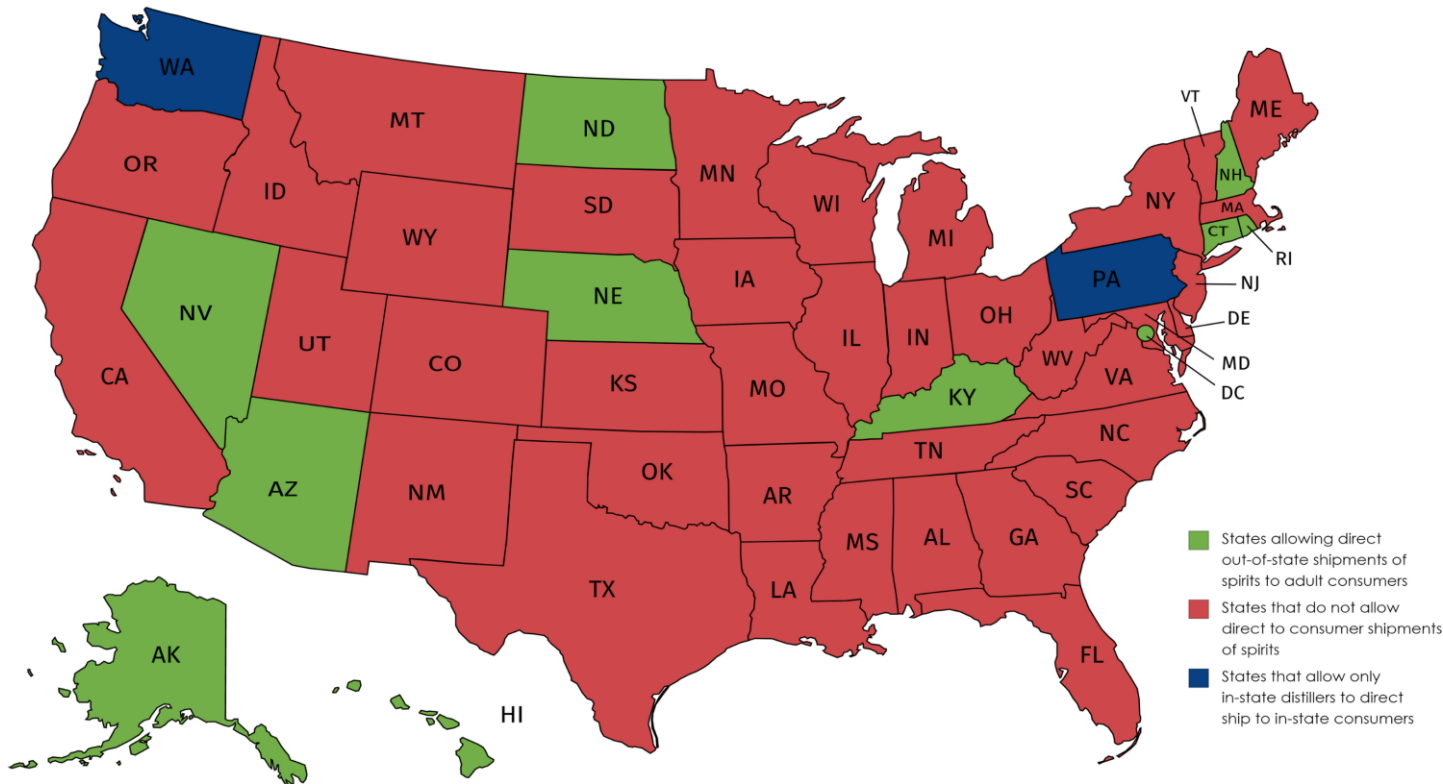 WA
MT
ND
MN
VT
ME
OR
ID
SD
WI
NH
NY
MA
WY
MI
CT
RI
IA
PA
NJ
NE
NV
OH
DE
UT
IL
IN
CA
CO
WV
MD
KS
MO
VA
DC
KY
NC
TN
OK
AZ
NM
AR
SC
MS
AL
GA
TX
LA
AK
FL
HI
States allowing direct
out-of-state shipments of
spirits to adult consumers
States that do not allow
direct to consumer shipments
of spirits
States that allow only
in-state distillers to direct
ship to in-state consumers